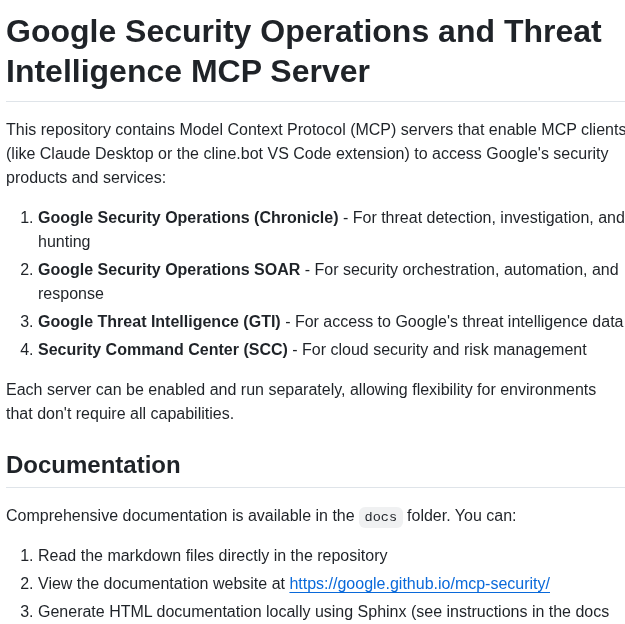 Google Security Operations and Threat
Intelligence MCP Server
This repository contains Model Context Protocol (MCP) servers that enable MCP clients
(like Claude Desktop or the cline.bot VS Code extension) to access Google's security
products and services:
1. Google Security Operations (Chronicle) - For threat detection, investigation, and
hunting
2. Google Security Operations SOAR - For security orchestration, automation, and
response
3. Google Threat Intelligence (GTI) - For access to Google's threat intelligence data
4. Security Command Center (SCC) - For cloud security and risk management
Each server can be enabled and run separately, allowing flexibility for environments
that don't require all capabilities.
Documentation
Comprehensive documentation is available in the docs folder. You can:
1. Read the markdown files directly in the repository
2. View the documentation website at https://google.github.io/mcp-security/
3. Generate HTML documentation locally using Sphinx (see instructions in the docs